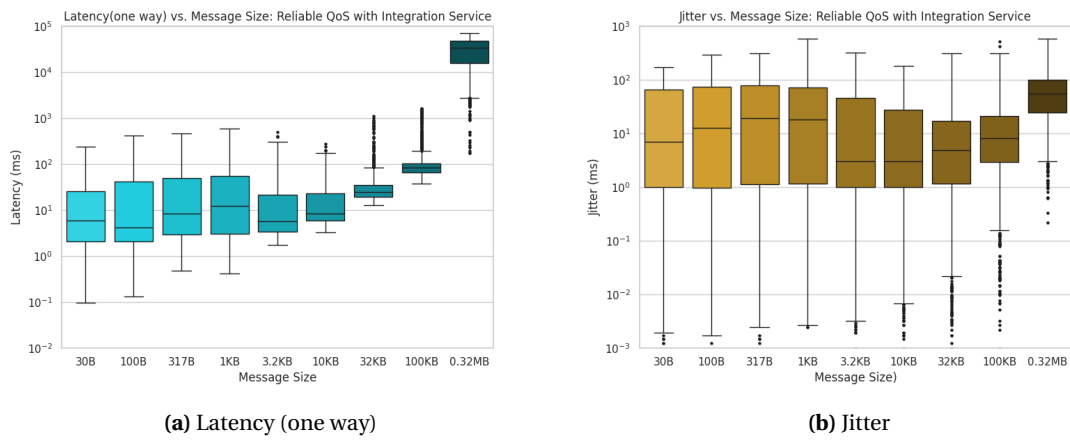 Latency(one way) vs. Message Size: Reliable QoS with Integration Service
10^5
10^4
10^3
10^2
10^1
10^0
10^-1
10^-2
Latency (ms)
30B 100B 317B 1KB 3.2KB 10KB 32KB 100KB 0.32MB
Message Size
(a) Latency (one way)
Jitter vs. Message Size: Reliable QoS with Integration Service
10^3
10^2
10^1
10^0
10^-1
10^-2
10^-3
Jitter (ms)
30B 100B 317B 1KB 3.2KB 10KB 32KB 100KB 0.32MB
Message Size)
(b) Jitter